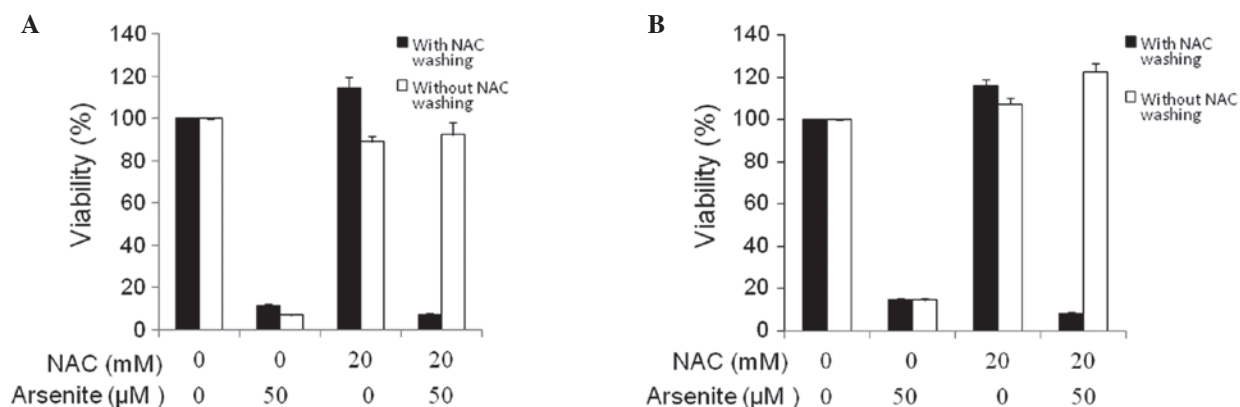 A
140
120
100
80
60
40
20
0
Viability (%)
With NAC
washing
Without NAC
washing
NAC (mM) 0 0 20 20
Arsenite (µM ) 0 50 0 50
B
140
120
100
80
60
40
20
0
Viability (%)
With NAC
washing
Without NAC
washing
NAC (mM) 0 0 20 20
Arsenite (µM ) 0 50 0 50